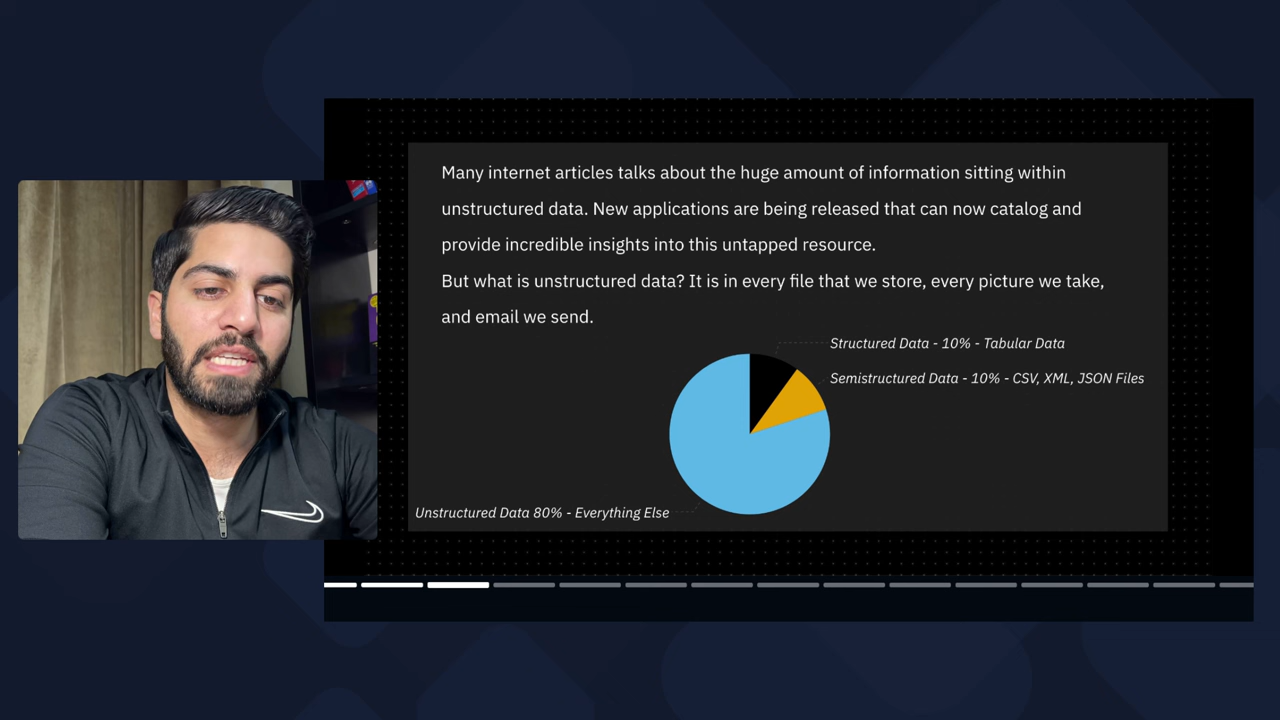 Many internet articles talks about the huge amount of information sitting within
unstructured data. New applications are being released that can now catalog and
provide incredible insights into this untapped resource.
But what is unstructured data? It is in every file that we store, every picture we take,
and email we send.
Structured Data - 10% - Tabular Data
Semistructured Data - 10% - CSV, XML, JSON Files
Unstructured Data 80% - Everything Else